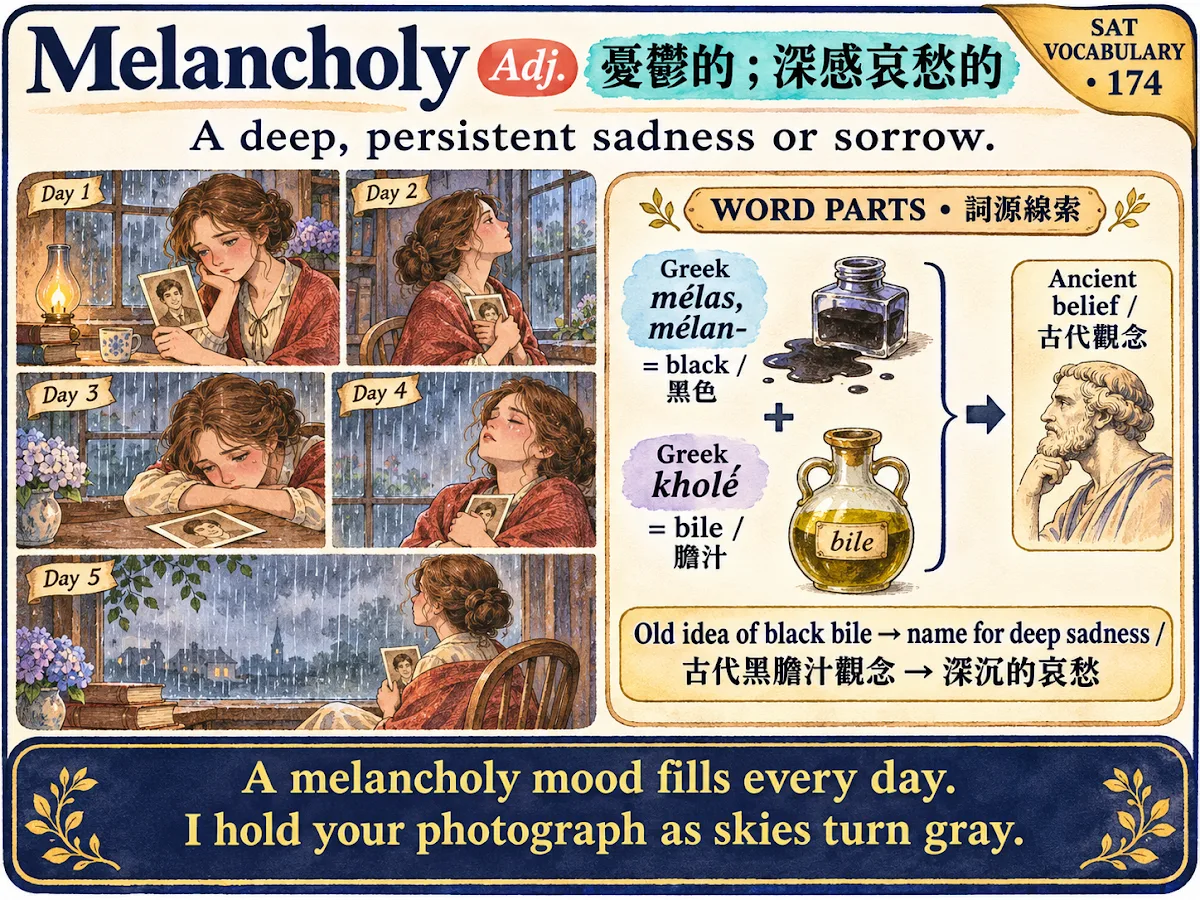 Melancholy Adj. 憂鬱的；深感哀愁的
SAT
VOCABULARY
• 174
A deep, persistent sadness or sorrow.
Day 1
Day 2
Day 3
Day 4
Day 5
WORD PARTS • 詞源線索
Greek
mélas,
mélan-
= black /
黑色
+
Greek
kholé
= bile /
膽汁
bile
Ancient
belief /
古代觀念
Old idea of black bile → name for deep sadness /
古代黑膽汁觀念 → 深沉的哀愁
A melancholy mood fills every day.
I hold your photograph as skies turn gray.